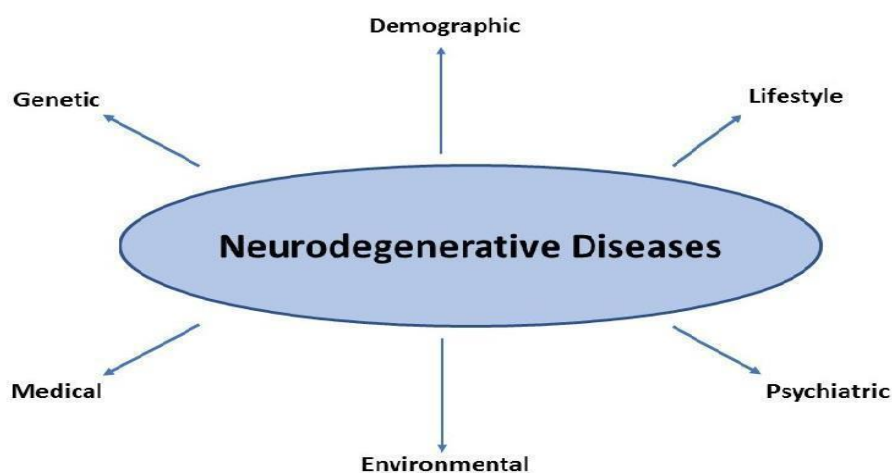 Demographic
Genetic
Lifestyle
Neurodegenerative Diseases
Medical
Psychiatric
Environmental